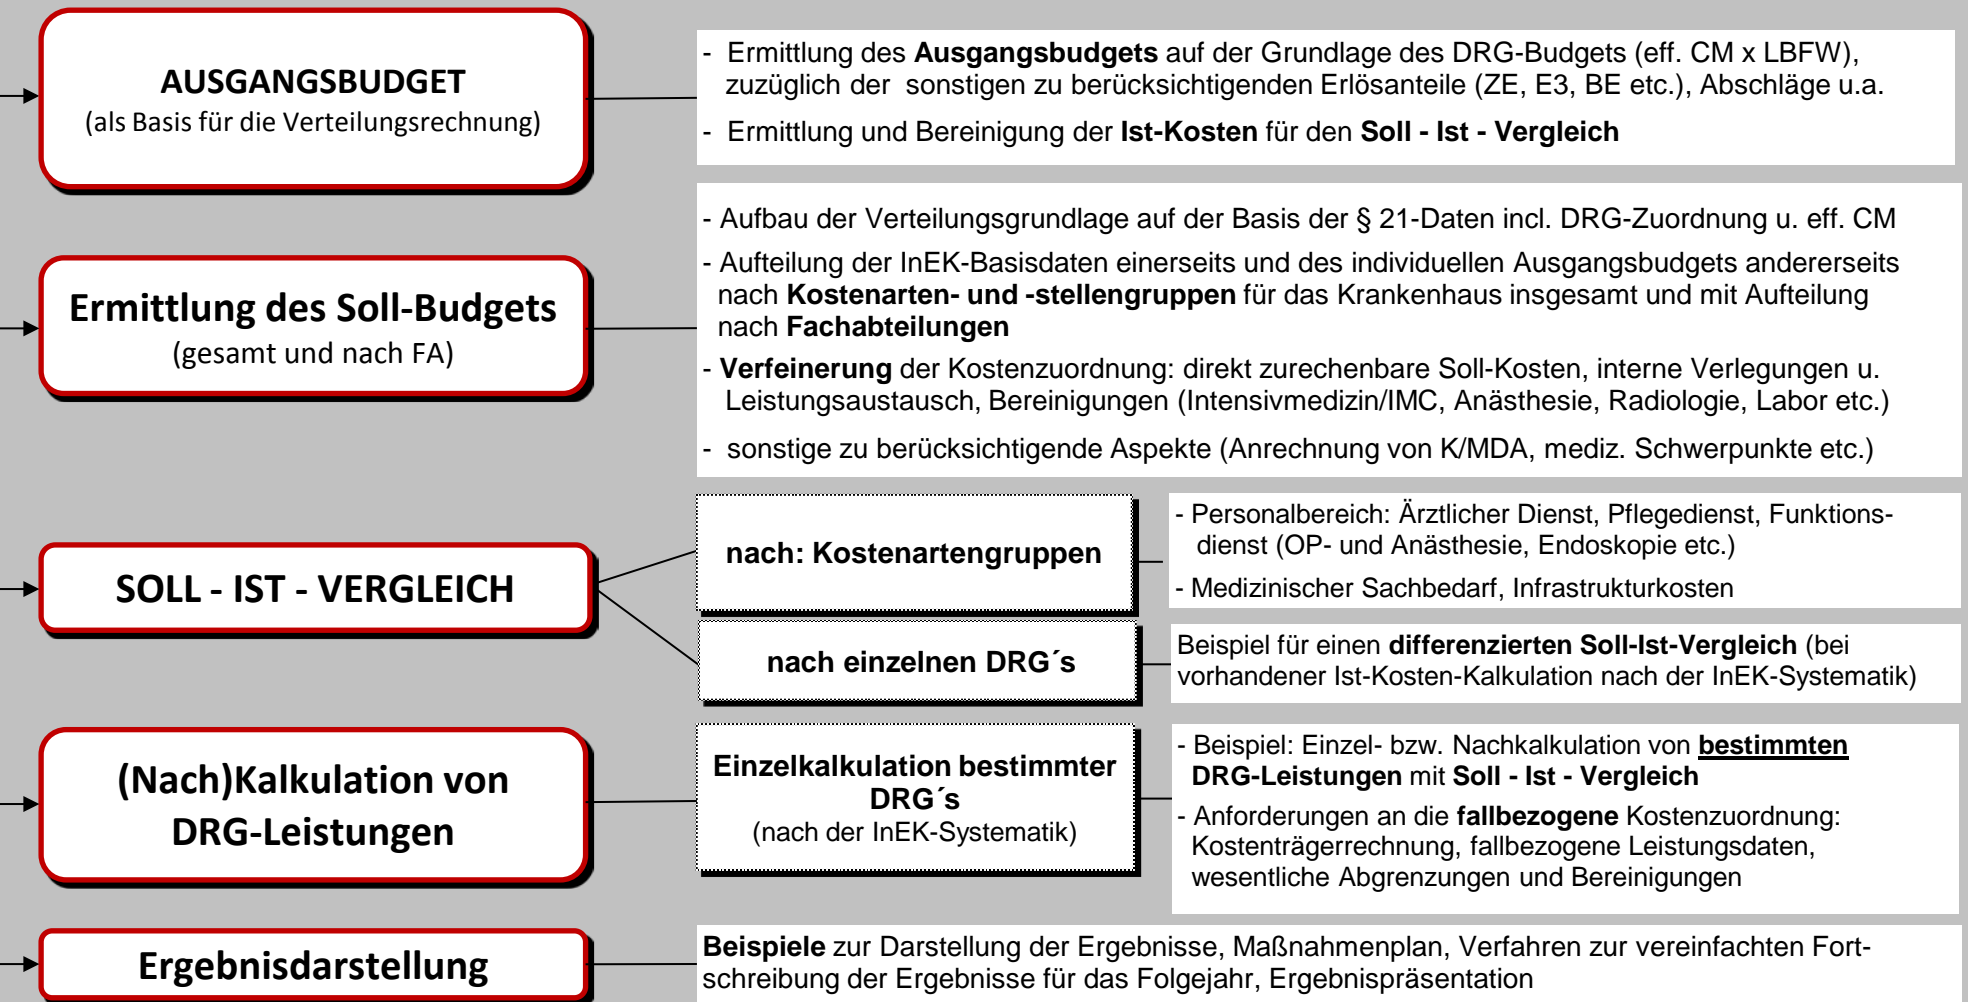 AUSGANGSBUDGET
(als Basis für die Verteilungsrechnung)
- Ermittlung des Ausgangsbudgets auf der Grundlage des DRG-Budgets (eff. CM x LBFW),
zuzüglich der sonstigen zu berücksichtigenden Erlösanteile (ZE, E3, BE etc.), Abschläge u.a.
- Ermittlung und Bereinigung der Ist-Kosten für den Soll - Ist - Vergleich
Ermittlung des Soll-Budgets
(gesamt und nach FA)
- Aufbau der Verteilungsgrundlage auf der Basis der § 21-Daten incl. DRG-Zuordnung u. eff. CM
- Aufteilung der InEK-Basisdaten einerseits und des individuellen Ausgangsbudgets andererseits
nach Kostenarten- und -stellengruppen für das Krankenhaus insgesamt und mit Aufteilung
nach Fachabteilungen
- Verfeinerung der Kostenzuordnung: direkt zurechenbare Soll-Kosten, interne Verlegungen u.
Leistungsaustausch, Bereinigungen (Intensivmedizin/IMC, Anästhesie, Radiologie, Labor etc.)
- sonstige zu berücksichtigende Aspekte (Anrechnung von K/MDA, mediz. Schwerpunkte etc.)
SOLL - IST - VERGLEICH
nach: Kostenartengruppen
- Personalbereich: Ärztlicher Dienst, Pflegedienst, Funktions-
dienst (OP- und Anästhesie, Endoskopie etc.)
- Medizinischer Sachbedarf, Infrastrukturkosten
nach einzelnen DRG´s
Beispiel für einen differenzierten Soll-Ist-Vergleich (bei
vorhandener Ist-Kosten-Kalkulation nach der InEK-Systematik)
(Nach)Kalkulation von
DRG-Leistungen
Einzelkalkulation bestimmter
DRG´s
(nach der InEK-Systematik)
- Beispiel: Einzel- bzw. Nachkalkulation von bestimmten
DRG-Leistungen mit Soll - Ist - Vergleich
- Anforderungen an die fallbezogene Kostenzuordnung:
Kostenträgerrechnung, fallbezogene Leistungsdaten,
wesentliche Abgrenzungen und Bereinigungen
Ergebnisdarstellung
Beispiele zur Darstellung der Ergebnisse, Maßnahmenplan, Verfahren zur vereinfachten Fort-
schreibung der Ergebnisse für das Folgejahr, Ergebnispräsentation